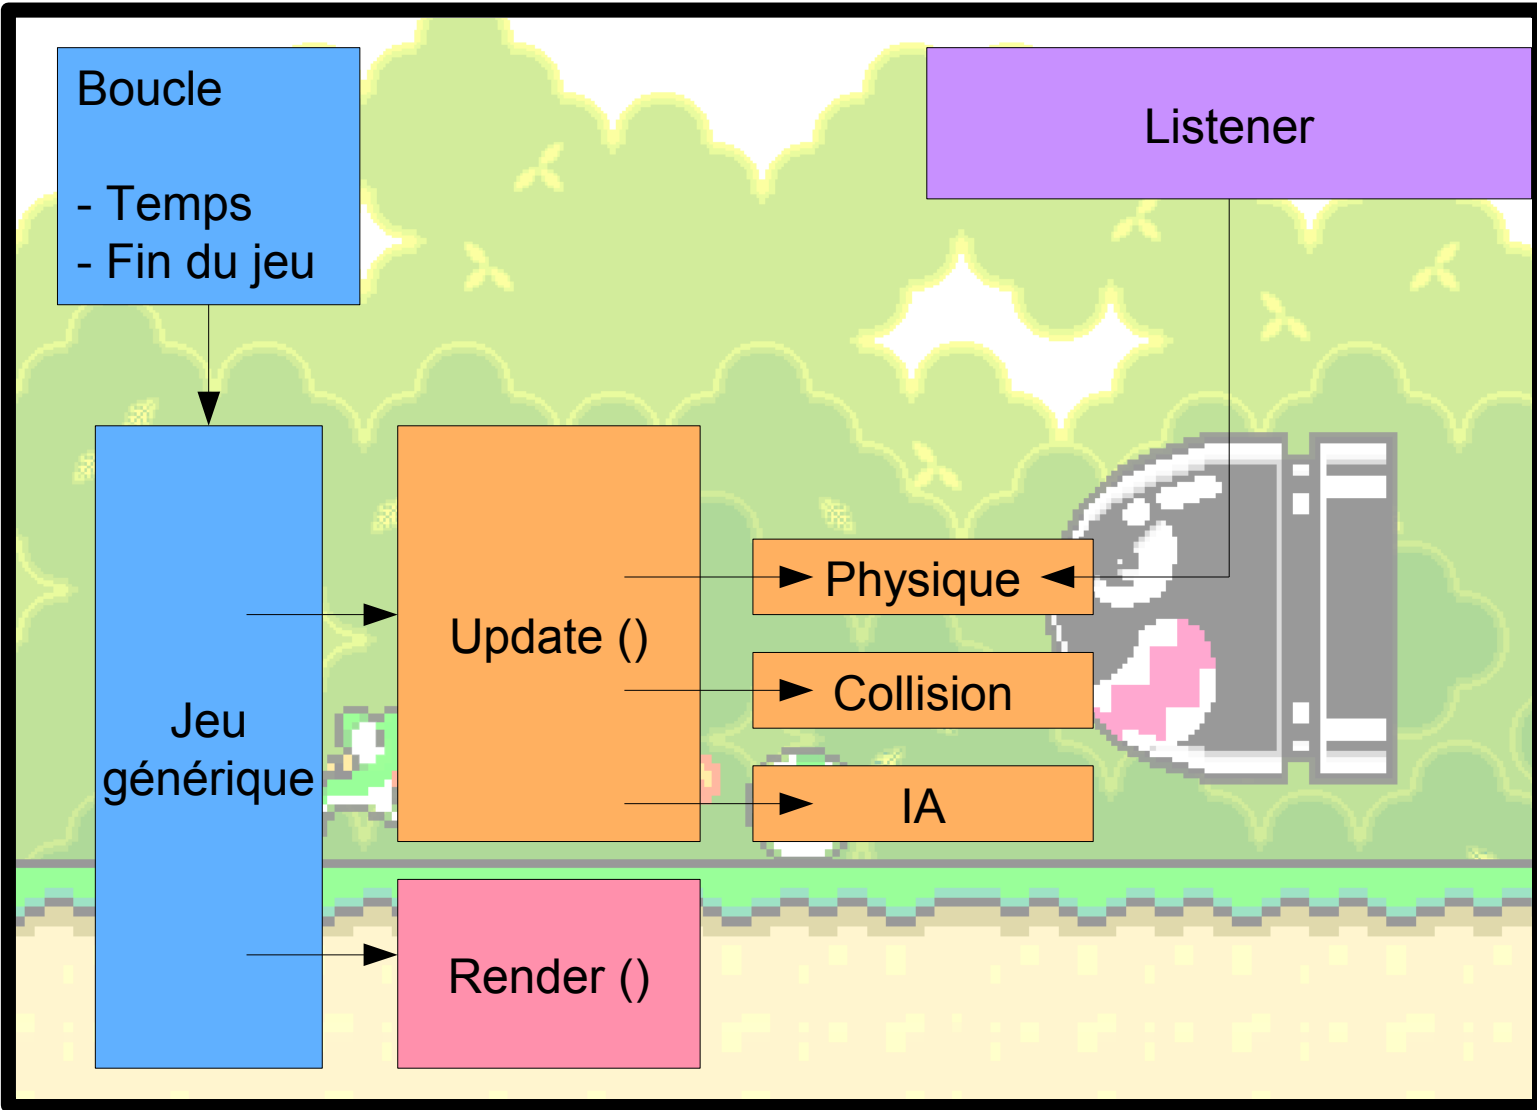 Boucle
- Temps
- Fin du jeu
Listener
Jeu
générique
Update ()
Physique
Collision
IA
Render ()